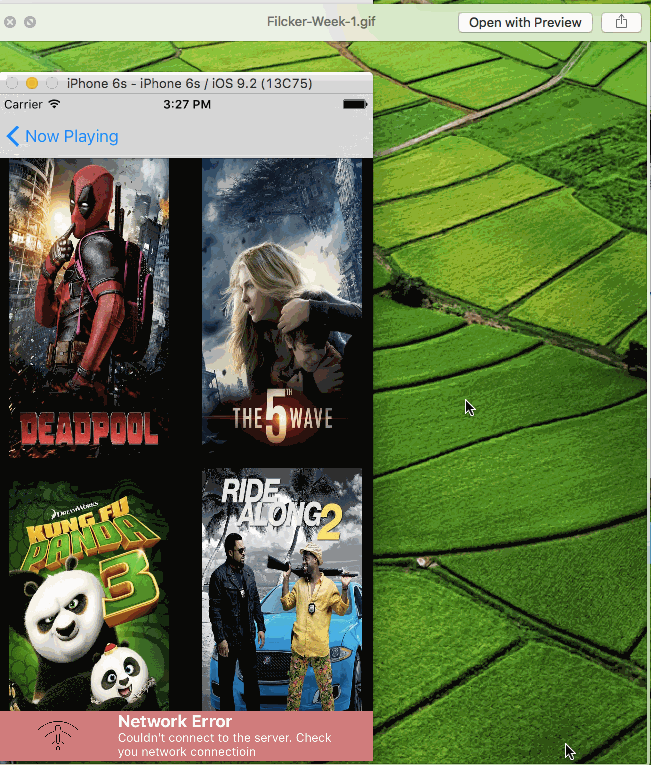 Filcker-Week-1.gif
Open with Preview
iPhone 6s - iPhone 6s / iOS 9.2 (13C75)
Carrier
3:27 PM
Now Playing
DEADPOOL
THE 5TH WAVE
DREAMWORKS
KUNG FU
PANDA
3
RIDE
ALONG 2
Network Error
Couldn't connect to the server. Check
you network connectioin